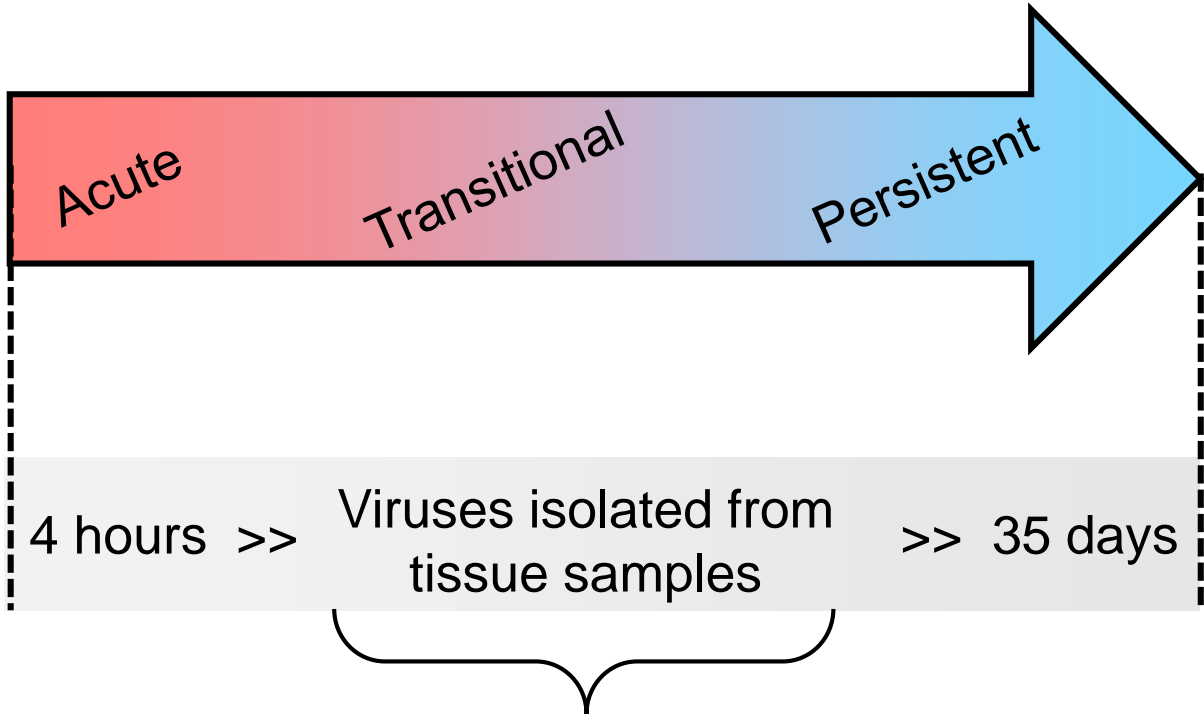 Acute
Transitional
Persistent
4 hours >> Viruses isolated from >> 35 days
tissue samples